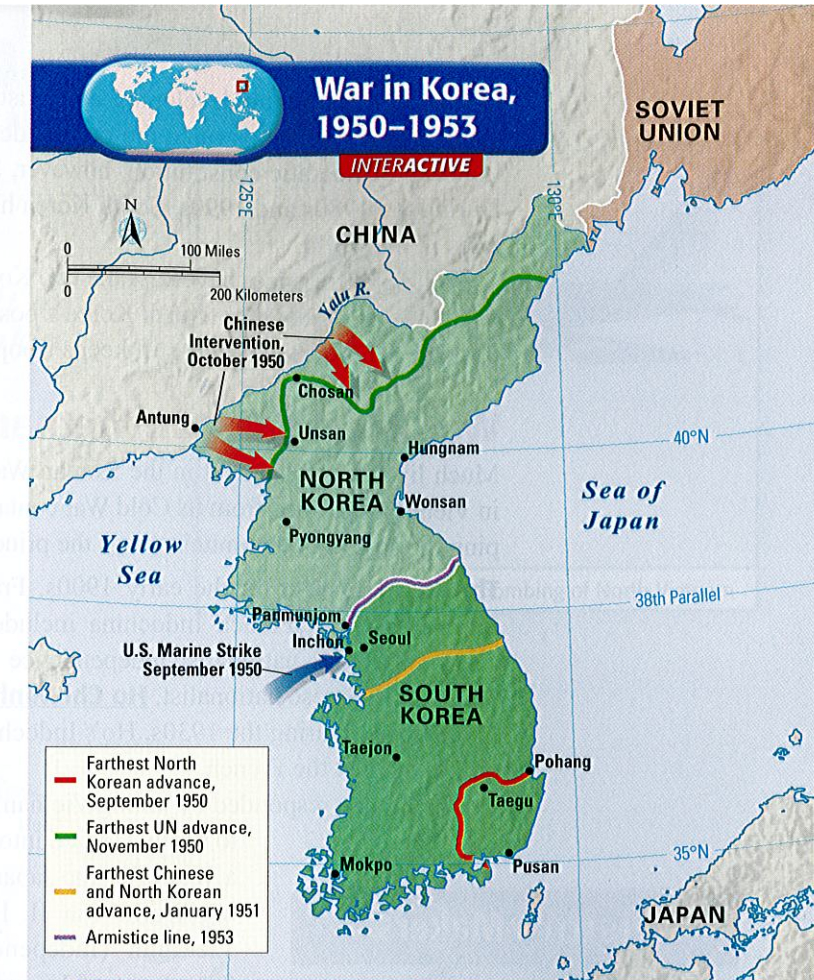 War in Korea,
1950–1953
INTERACTIVE
SOVIET
UNION
125°E
130°E
N
CHINA
0
100 Miles
0
200 Kilometers
Yalu R.
Chinese
Intervention,
October 1950
Chosan
Antung
Unsan
Hungnam
40°N
NORTH
KOREA
Wonsan
Sea of
Japan
Pyongyang
Yellow
Sea
38th Parallel
Panmunjom
Inchon
Seoul
U.S. Marine Strike
September 1950
SOUTH
KOREA
Taejon
Pohang
Taegu
Farthest North
Korean advance,
September 1950
Farthest UN advance,
November 1950
Farthest Chinese
and North Korean
advance, January 1951
Armistice line, 1953
Mokpo
Pusan
35°N
JAPAN